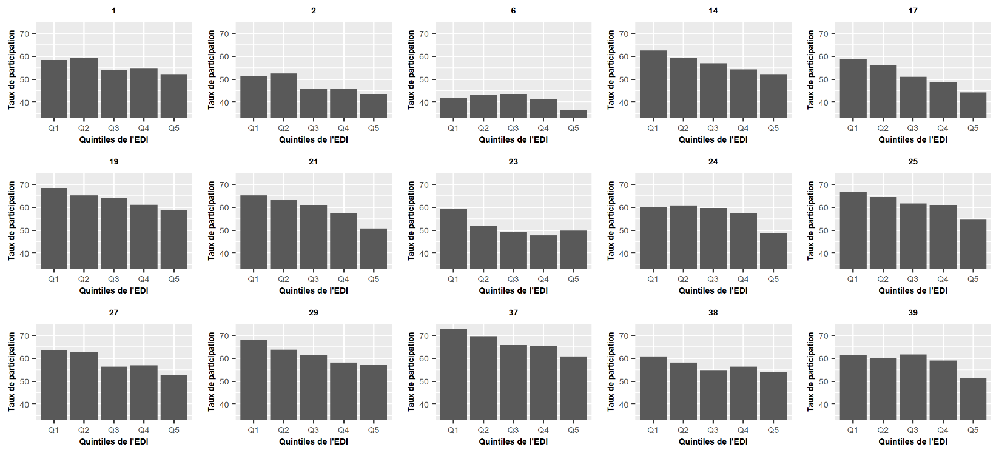 1 2 6 14 17
Taux de participation Taux de participation Taux de participation Taux de participation Taux de participation
70 70 70 70 70
60 60 60 60 60
50 50 50 50 50
40 40 40 40 40
Q1 Q2 Q3 Q4 Q5 Q1 Q2 Q3 Q4 Q5 Q1 Q2 Q3 Q4 Q5 Q1 Q2 Q3 Q4 Q5 Q1 Q2 Q3 Q4 Q5
Quintiles de l'EDI Quintiles de l'EDI Quintiles de l'EDI Quintiles de l'EDI Quintiles de l'EDI
19 21 23 24 25
Taux de participation Taux de participation Taux de participation Taux de participation Taux de participation
70 70 70 70 70
60 60 60 60 60
50 50 50 50 50
40 40 40 40 40
Q1 Q2 Q3 Q4 Q5 Q1 Q2 Q3 Q4 Q5 Q1 Q2 Q3 Q4 Q5 Q1 Q2 Q3 Q4 Q5 Q1 Q2 Q3 Q4 Q5
Quintiles de l'EDI Quintiles de l'EDI Quintiles de l'EDI Quintiles de l'EDI Quintiles de l'EDI
27 29 37 38 39
Taux de participation Taux de participation Taux de participation Taux de participation Taux de participation
70 70 70 70 70
60 60 60 60 60
50 50 50 50 50
40 40 40 40 40
Q1 Q2 Q3 Q4 Q5 Q1 Q2 Q3 Q4 Q5 Q1 Q2 Q3 Q4 Q5 Q1 Q2 Q3 Q4 Q5 Q1 Q2 Q3 Q4 Q5
Quintiles de l'EDI Quintiles de l'EDI Quintiles de l'EDI Quintiles de l'EDI Quintiles de l'EDI